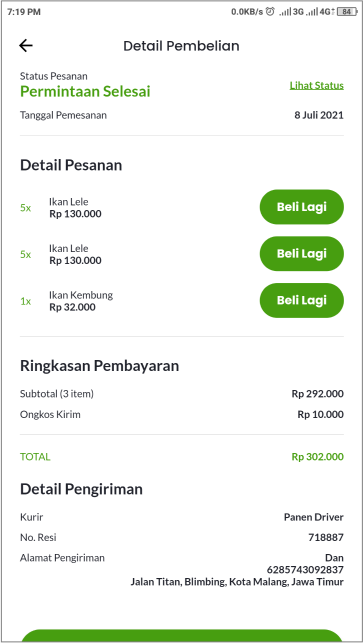 7:19 PM 0.0KB/s 3G 4G 84
Detail Pembelian
Status Pesanan
Permintaan Selesai Lihat Status
Tanggal Pemesanan 8 Juli 2021
Detail Pesanan
5x Ikan Lele Beli Lagi
Rp 130.000
5x Ikan Lele Beli Lagi
Rp 130.000
1x Ikan Kembung Beli Lagi
Rp 32.000
Ringkasan Pembayaran
Subtotal (3 item) Rp 292.000
Ongkos Kirim Rp 10.000
TOTAL Rp 302.000
Detail Pengiriman
Kurir Panen Driver
No. Resi 718887
Alamat Pengiriman Dan
6285743092837
Jalan Titan, Blimbing, Kota Malang, Jawa Timur